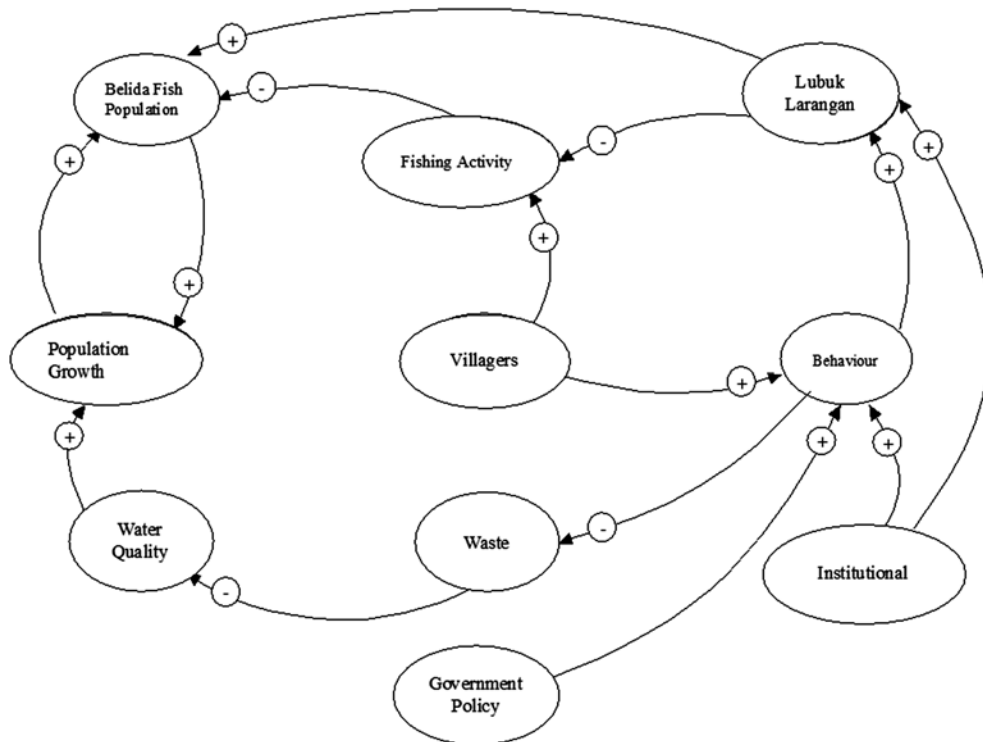 +
Belida Fish
Population
-
Lubuk
Larangan
Fishing Activity
-
+
+
+
+
+
Population
Growth
Villagers
Behaviour
+
+
+
+
Water
Quality
Waste
-
Institutional
-
Government
Policy